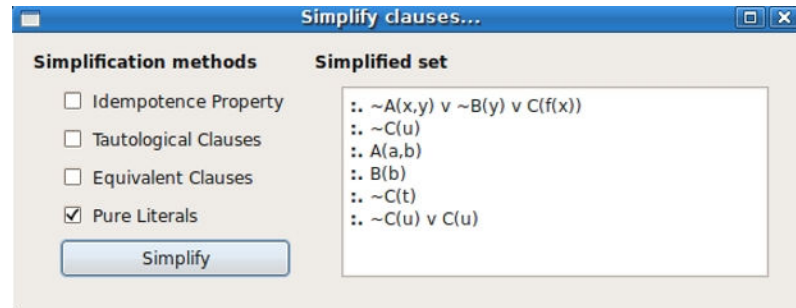 Simplify clauses...
Simplification methods
Idempotence Property
Tautological Clauses
Equivalent Clauses
Pure Literals
Simplify
Simplified set
:. ~A(x,y) v ~B(y) v C(f(x))
:. ~C(u)
:. A(a,b)
:. B(b)
:. ~C(t)
:. ~C(u) v C(u)